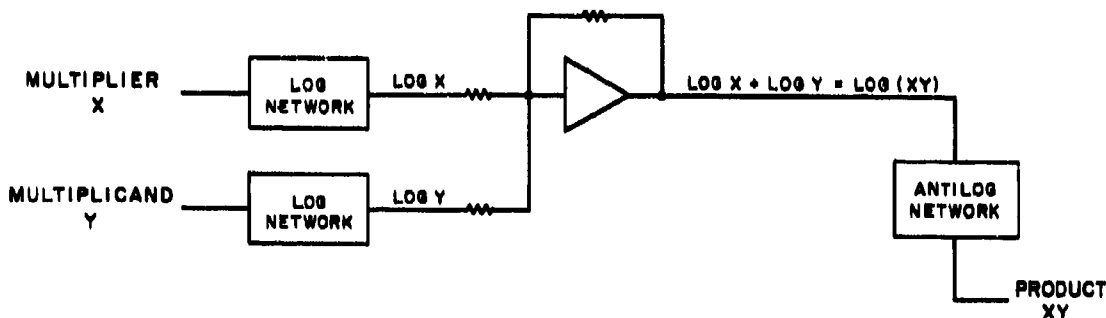 MULTIPLIER
X
LOG
NETWORK
LOG X
LOG X + LOG Y = LOG (XY)
MULTIPLICAND
Y
LOG
NETWORK
LOG Y
ANTILOG
NETWORK
PRODUCT
XY